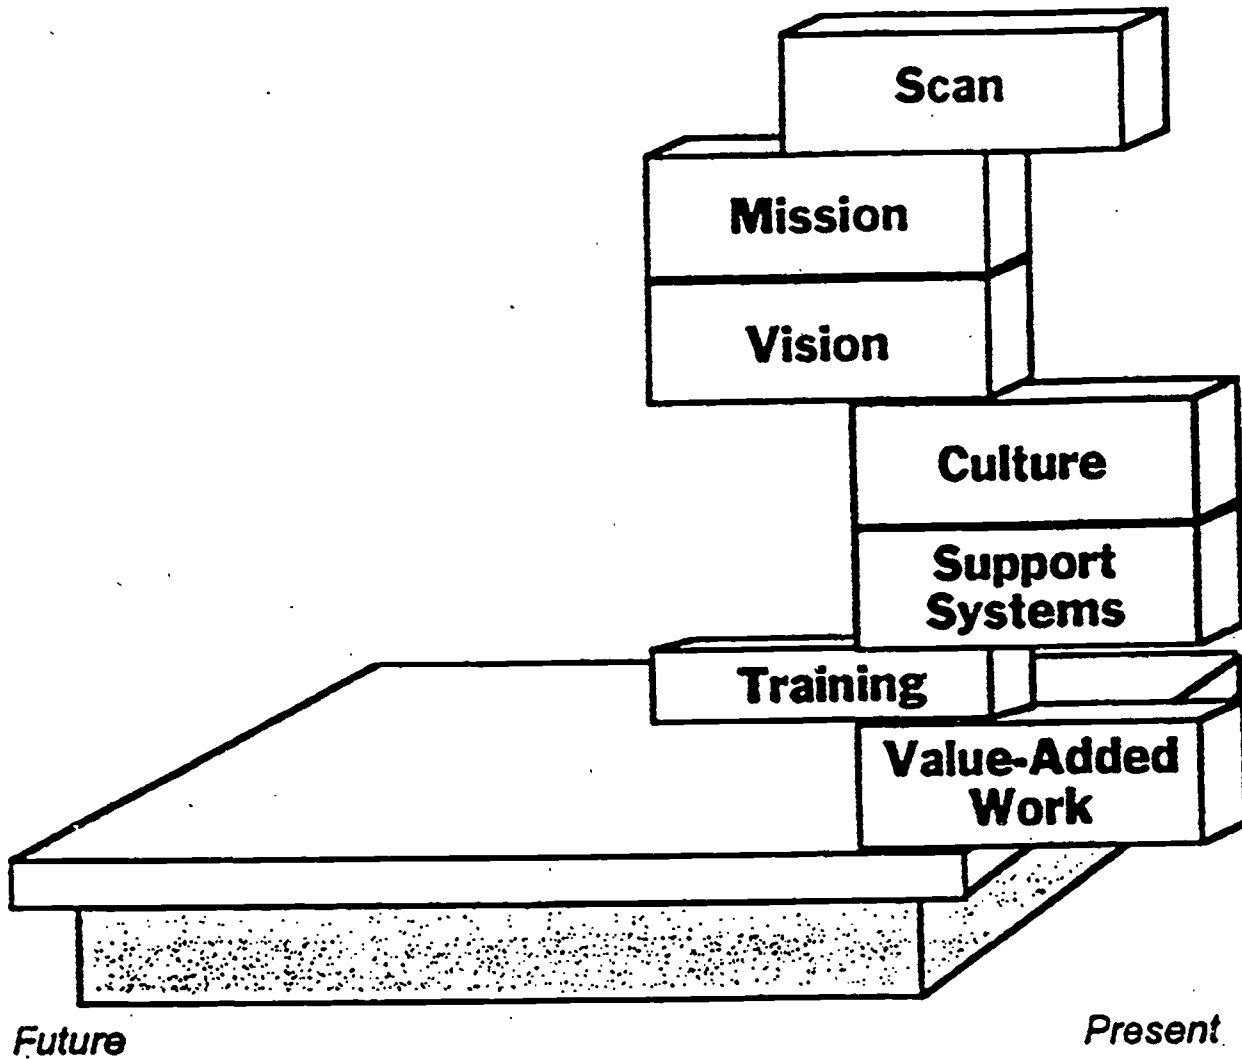 Scan
Mission
Vision
Culture
Support
Systems
Training
Value-Added
Work
Future
Present